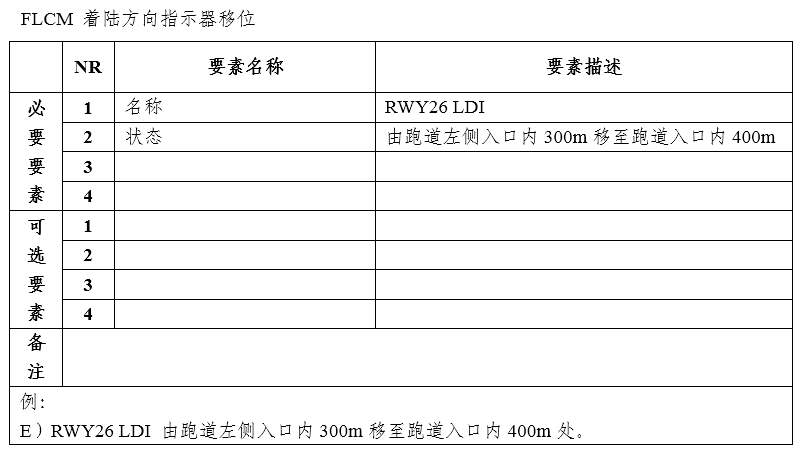 FLCM 着陆方向指示器移位
NR 要素名称 要素描述
必要要素
1 名称 RWY26 LDI
2 状态 由跑道左侧入口内 300m 移至跑道入口内 400m
3
4
可选要素
1
2
3
4
备注
例：
E）RWY26 LDI 由跑道左侧入口内 300m 移至跑道入口内 400m 处。